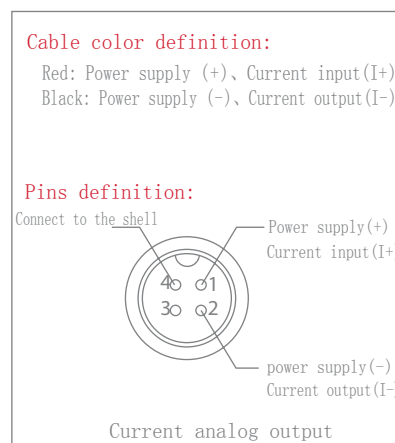 Cable color definition:
Red: Power supply (+)、Current input(I+)
Black: Power supply (-)、Current output(I-)
Pins definition:
Connect to the shell
Power supply(+)
Current input(I+
4 1
3 2
power supply(-)
Current output(I-
Current analog output